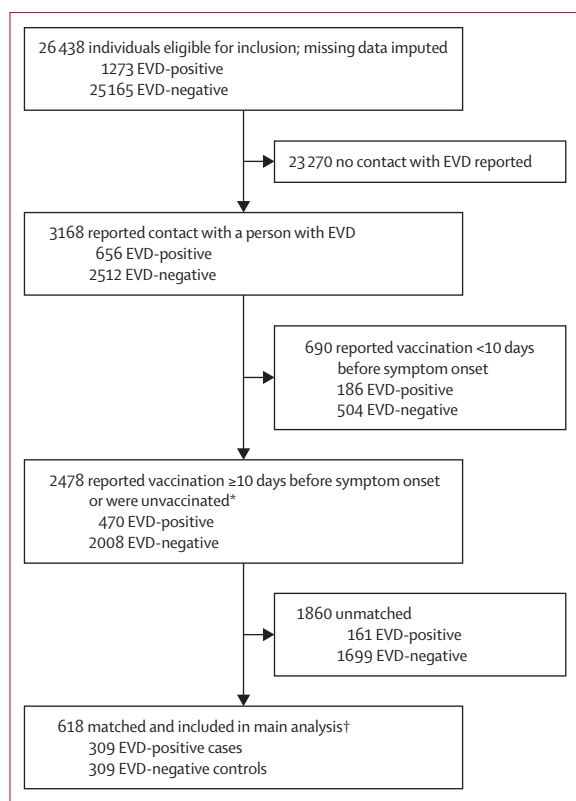 26 438 individuals eligible for inclusion; missing data imputed
1273 EVD-positive
25 165 EVD-negative
23 270 no contact with EVD reported
3168 reported contact with a person with EVD
656 EVD-positive
2512 EVD-negative
690 reported vaccination <10 days
before symptom onset
186 EVD-positive
504 EVD-negative
2478 reported vaccination ≥10 days before symptom onset
or were unvaccinated*
470 EVD-positive
2008 EVD-negative
1860 unmatched
161 EVD-positive
1699 EVD-negative
618 matched and included in main analysis†
309 EVD-positive cases
309 EVD-negative controls